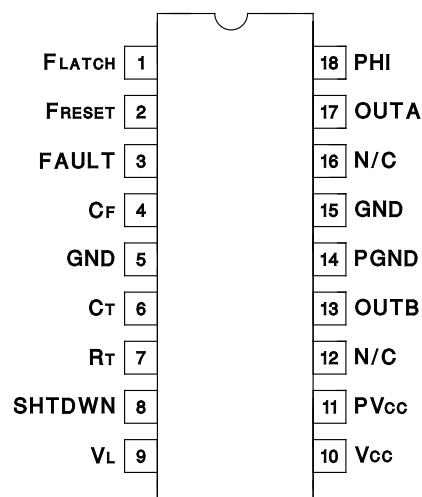 FLATCH 1 18 PHI
FRESET 2 17 OUTA
FAULT 3 16 N/C
CF 4 15 GND
GND 5 14 PGND
CT 6 13 OUTB
RT 7 12 N/C
SHTDWN 8 11 PVCC
VL 9 10 VCC